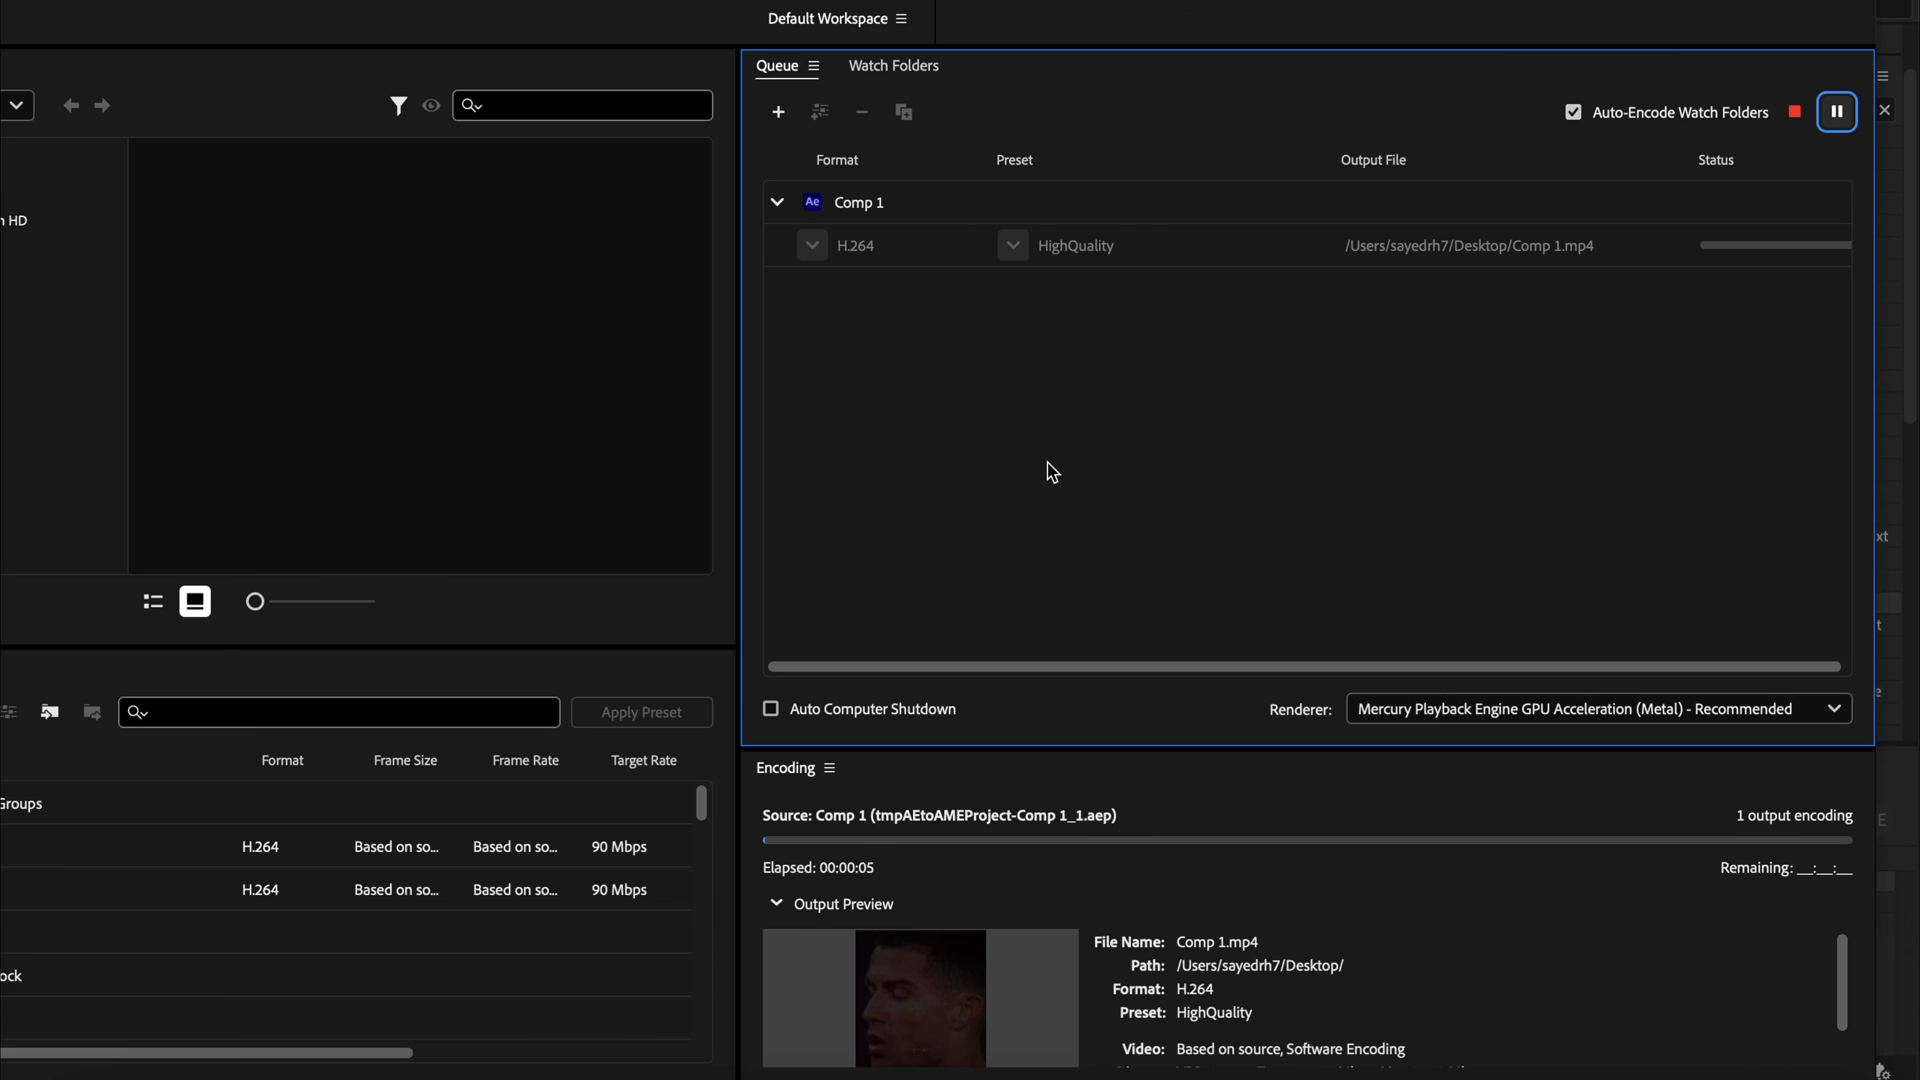 Default Workspace
Queue
Watch Folders
Auto-Encode Watch Folders
Format
Preset
Output File
Status
Ae
Comp 1
H.264
HighQuality
/Users/sayedrh7/Desktop/Comp 1.mp4
n HD
Auto Computer Shutdown
Renderer:
Mercury Playback Engine GPU Acceleration (Metal) - Recommended
Apply Preset
Format
Frame Size
Frame Rate
Target Rate
Groups
H.264
Based on so...
Based on so...
90 Mbps
H.264
Based on so...
Based on so...
90 Mbps
ock
Encoding
Source: Comp 1 (tmpAEtoAMEProject-Comp 1_1.aep)
1 output encoding
Elapsed: 00:00:05
Remaining: __:__:__
Output Preview
File Name: Comp 1.mp4
Path: /Users/sayedrh7/Desktop/
Format: H.264
Preset: HighQuality
Video: Based on source, Software Encoding
xt
t
e
E